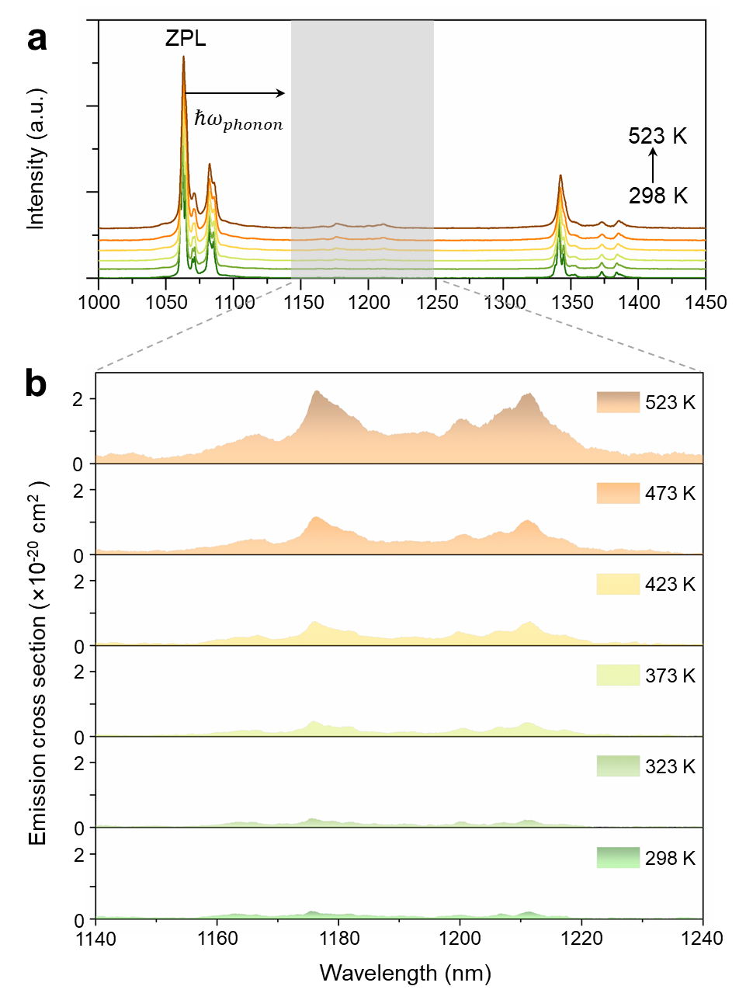 a
ZPL
ħω_phonon
523 K
298 K
Intensity (a.u.)
1000 1050 1100 1150 1200 1250 1300 1350 1400 1450
b
2
0
523 K
2
0
473 K
2
0
423 K
2
0
373 K
2
0
323 K
2
0
298 K
Emission cross section (×10⁻²⁰ cm²)
1140 1160 1180 1200 1220 1240
Wavelength (nm)